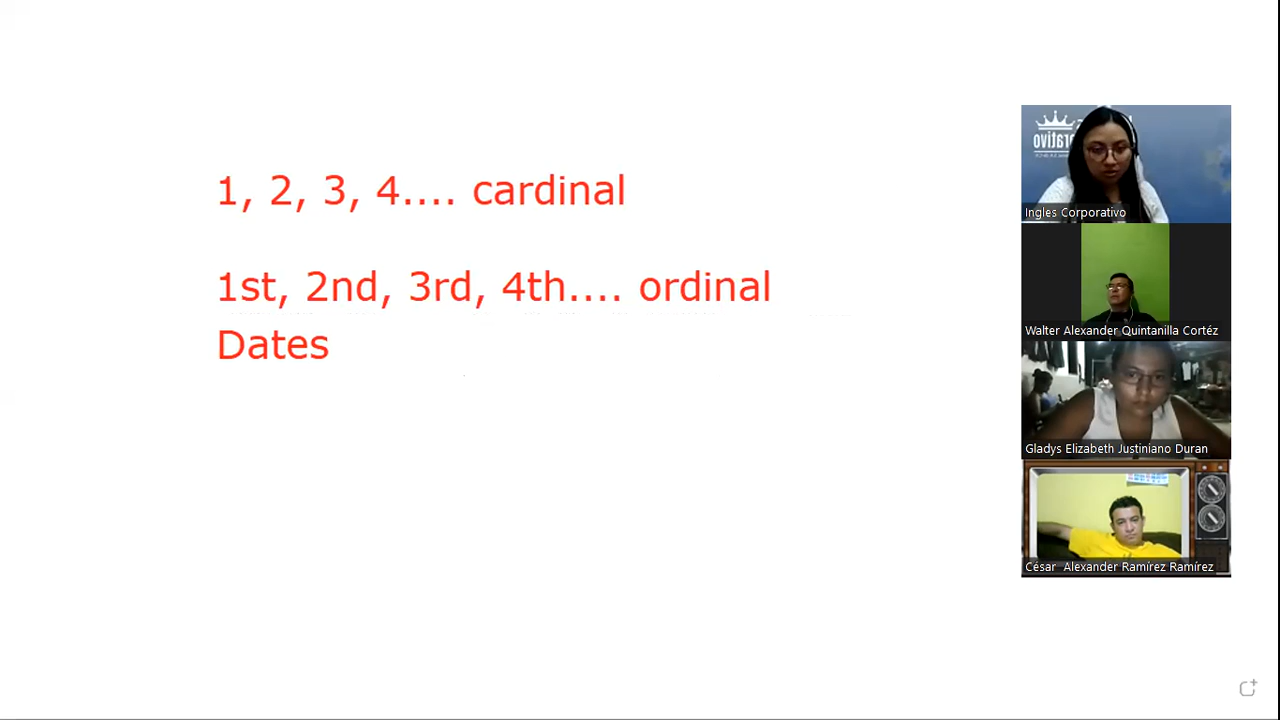 1, 2, 3, 4.... cardinal
1st, 2nd, 3rd, 4th.... ordinal
Dates
Ingles Corporativo
Walter Alexander Quintanilla Cortéz
Gladys Elizabeth Justiniano Duran
César Alexander Ramírez Ramírez